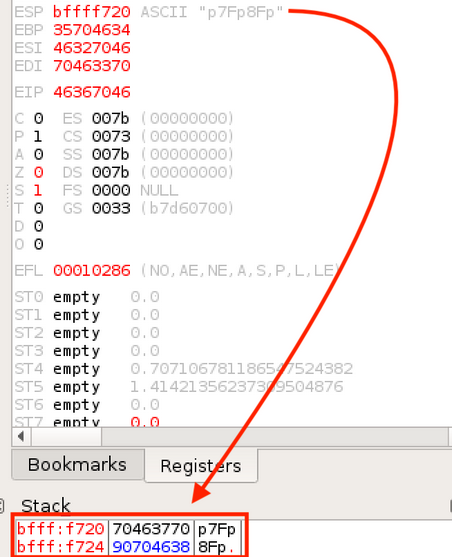 ESP bffff720 ASCII "p7Fp8Fp"
EBP 35704634
ESI 46327046
EDI 70463370
EIP 46367046
C 0 ES 007b (00000000)
P 1 CS 0073 (00000000)
A 0 SS 007b (00000000)
Z 0 DS 007b (00000000)
S 1 FS 0000 NULL
T 0 GS 0033 (b7d60700)
D 0
O 0
EFL 00010286 (NO,AE,NE,A,S,P,L,LE)
ST0 empty 0.0
ST1 empty 0.0
ST2 empty 0.0
ST3 empty 0.0
ST4 empty 0.707106781186547524382
ST5 empty 1.41421356237309504876
ST6 empty 0.0
ST7 empty 0.0
Bookmarks Registers
Stack
bfff:f720 70463770 p7Fp
bfff:f724 90704638 8Fp.